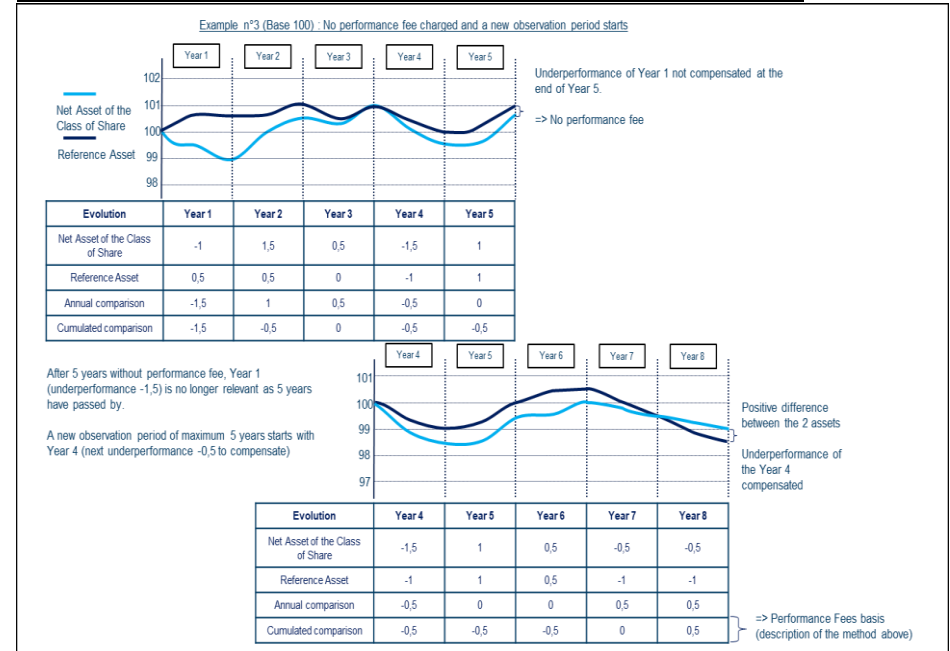 Example n°3 (Base 100) : No performance fee charged and a new observation period starts
Year 1 Year 2 Year 3 Year 4 Year 5
102
101
100
99
98
Net Asset of the
Class of Share
Reference Asset
Underperformance of Year 1 not compensated at the
end of Year 5.
=> No performance fee
Evolution Year 1 Year 2 Year 3 Year 4 Year 5
Net Asset of the Class
of Share
-1 1,5 0,5 -1,5 1
Reference Asset 0,5 0,5 0 -1 1
Annual comparison -1,5 1 0,5 -0,5 0
Cumulated comparison -1,5 -0,5 0 -0,5 -0,5
After 5 years without performance fee, Year 1
(underperformance -1,5) is no longer relevant as 5 years
have passed by.
A new observation period of maximum 5 years starts with
Year 4 (next underperformance -0,5 to compensate)
Year 4 Year 5 Year 6 Year 7 Year 8
101
100
99
98
97
Positive difference
between the 2 assets
Underperformance of
the Year 4
compensated
Evolution Year 4 Year 5 Year 6 Year 7 Year 8
Net Asset of the Class
of Share
-1,5 1 0,5 -0,5 -0,5
Reference Asset -1 1 0,5 -1 -1
Annual comparison -0,5 0 0 0,5 0,5
Cumulated comparison -0,5 -0,5 -0,5 0 0,5
=> Performance Fees basis
(description of the method above)